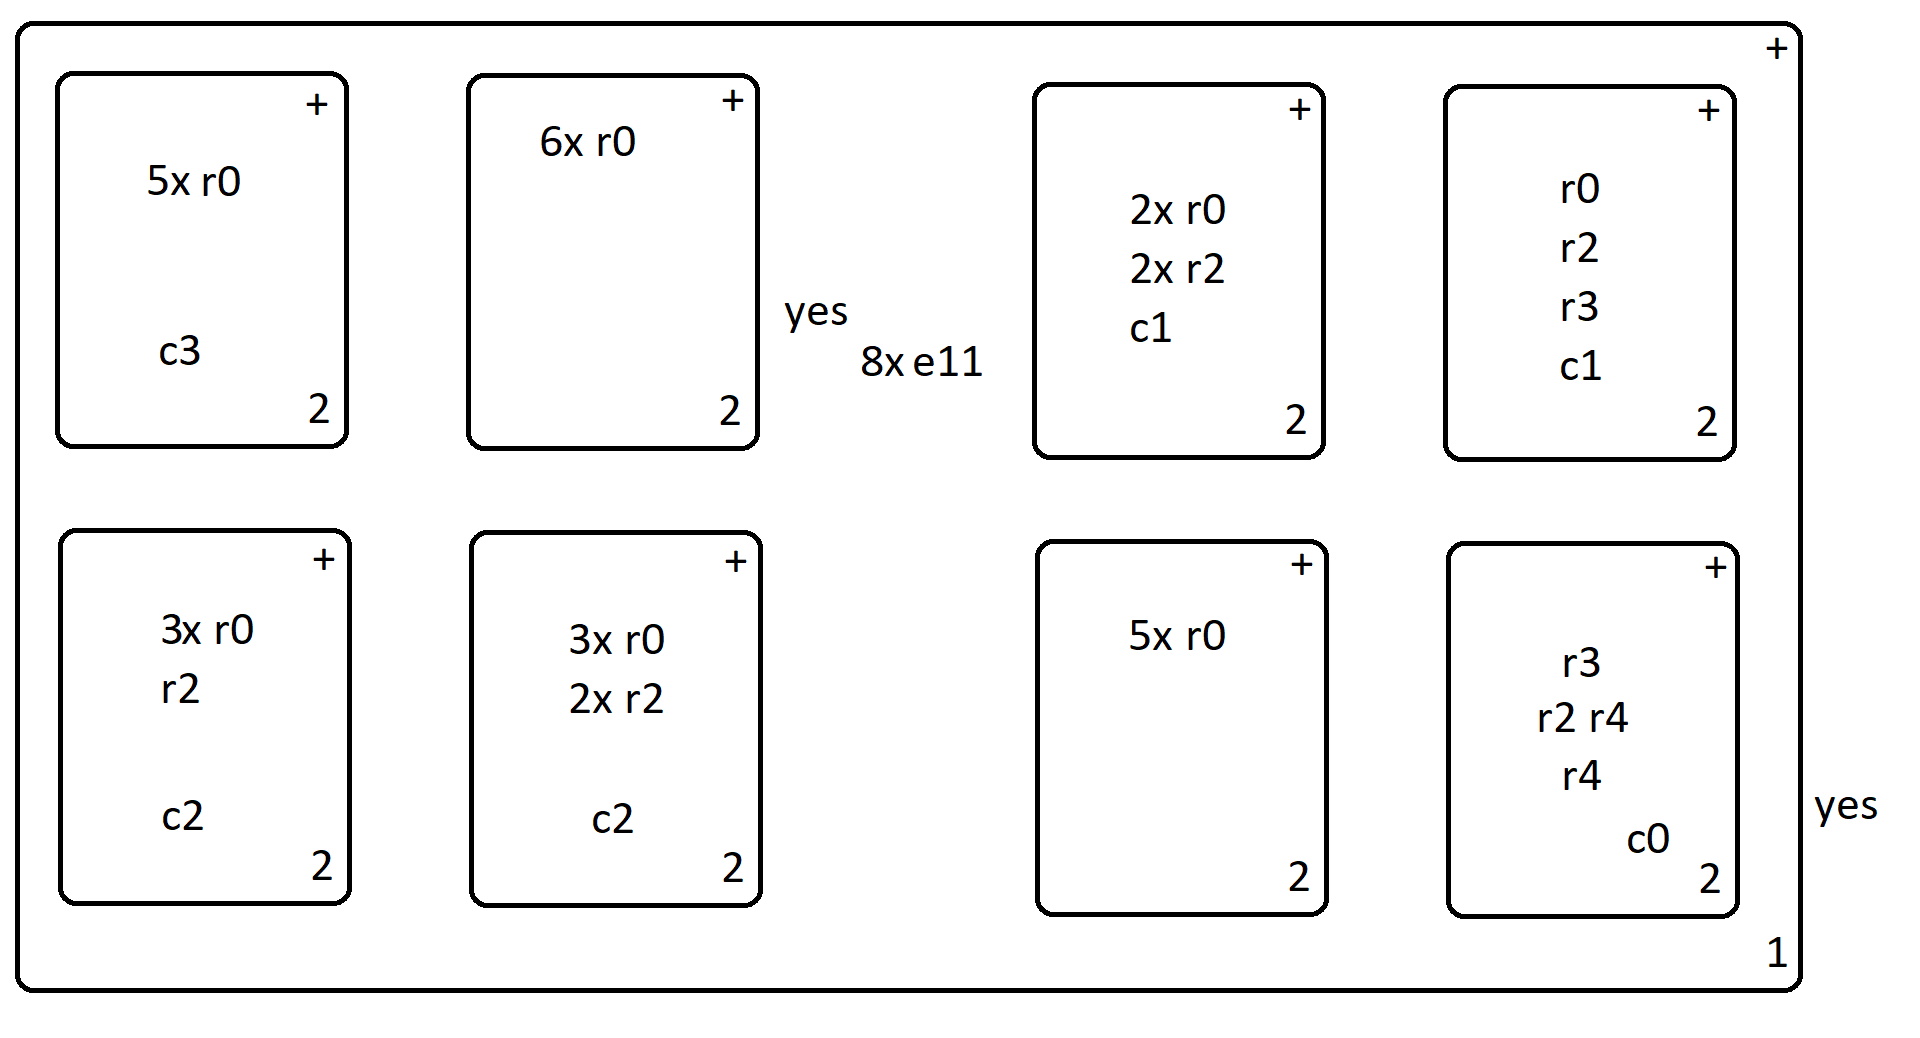 +
+
5x r0
c3
2
+
6x r0
2
yes
8x e11
+
2x r0
2x r2
c1
2
+
r0
r2
r3
c1
2
+
3x r0
r2
c2
2
+
3x r0
2x r2
c2
2
+
5x r0
2
+
r3
r2 r4
r4
c0
2
1
yes